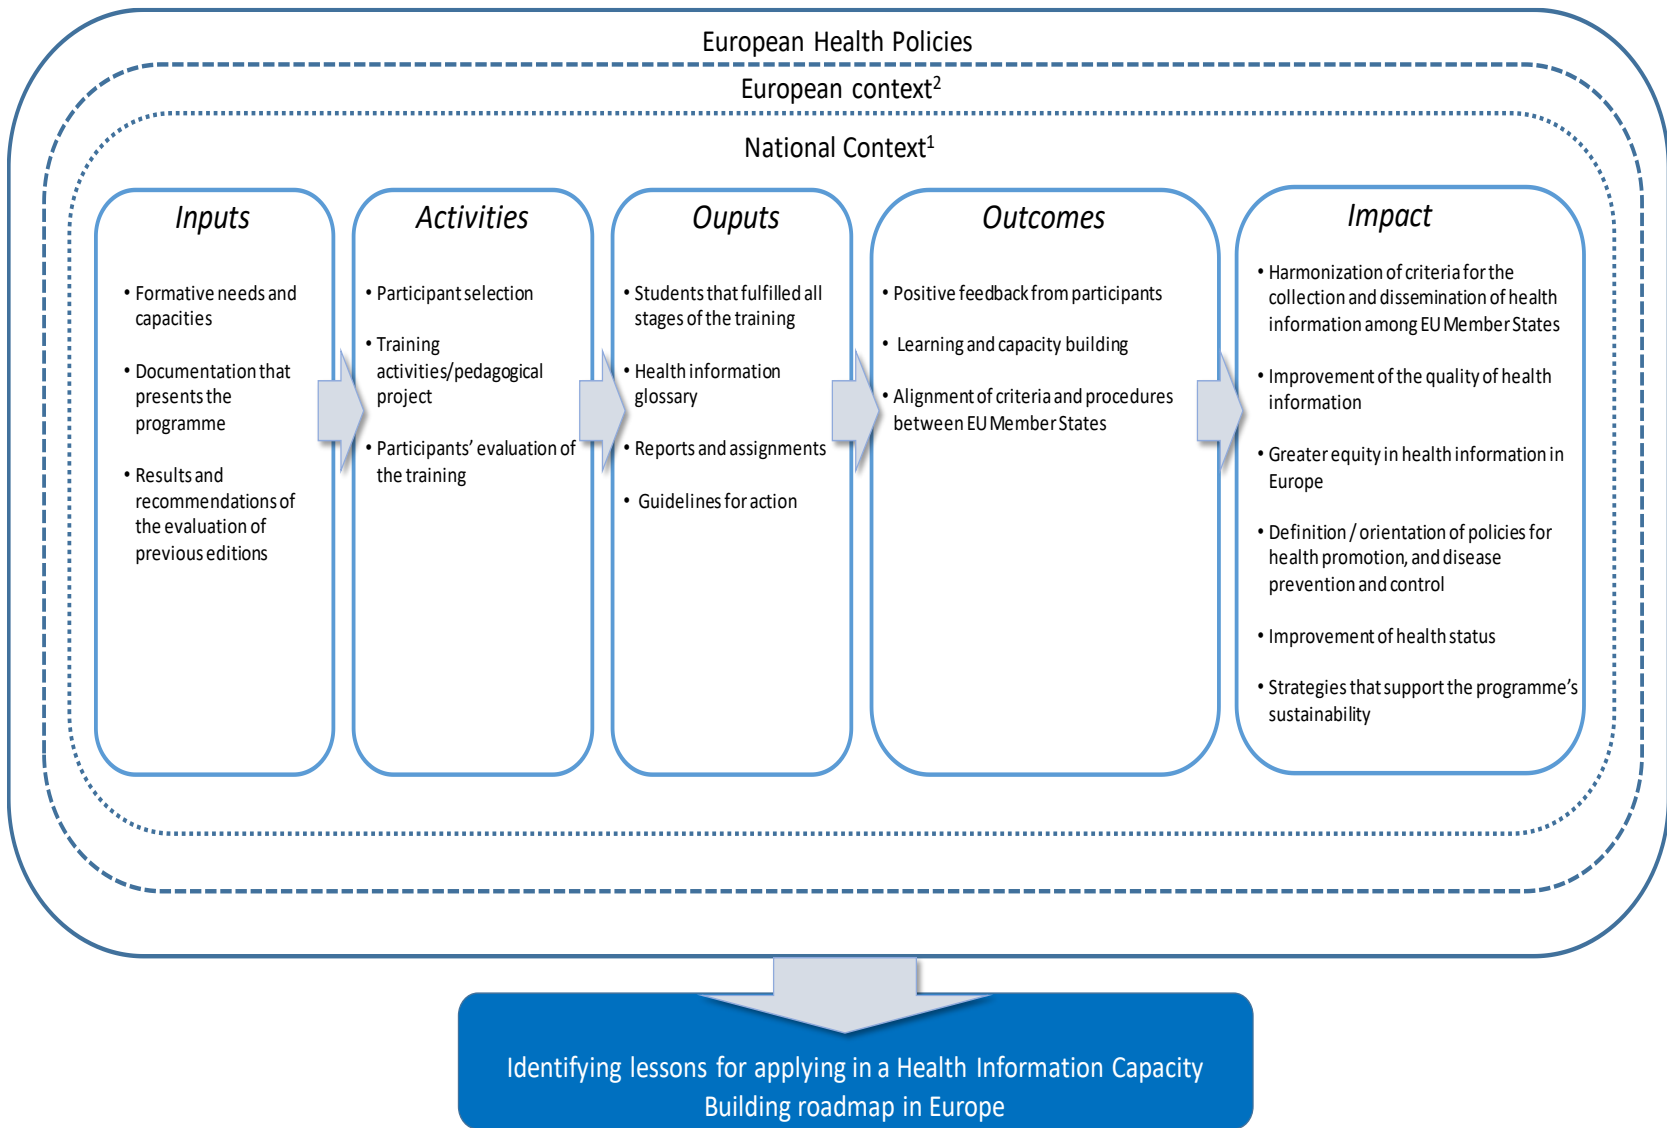 European Health Policies
European context²
National Context¹
Inputs
• Formative needs and
capacities
• Documentation that
presents the
programme
• Results and
recommendations of
the evaluation of
previous editions
Activities
• Participant selection
• Training
activities/pedagogical
project
• Participants' evaluation of
the training
Ouputs
• Students that fulfilled all
stages of the training
• Health information
glossary
• Reports and assignments
• Guidelines for action
Outcomes
• Positive feedback from participants
• Learning and capacity building
• Alignment of criteria and procedures
between EU Member States
Impact
• Harmonization of criteria for the
collection and dissemination of health
information among EU Member States
• Improvement of the quality of health
information
• Greater equity in health information in
Europe
• Definition / orientation of policies for
health promotion, and disease
prevention and control
• Improvement of health status
• Strategies that support the programme's
sustainability
Identifying lessons for applying in a Health Information Capacity
Building roadmap in Europe